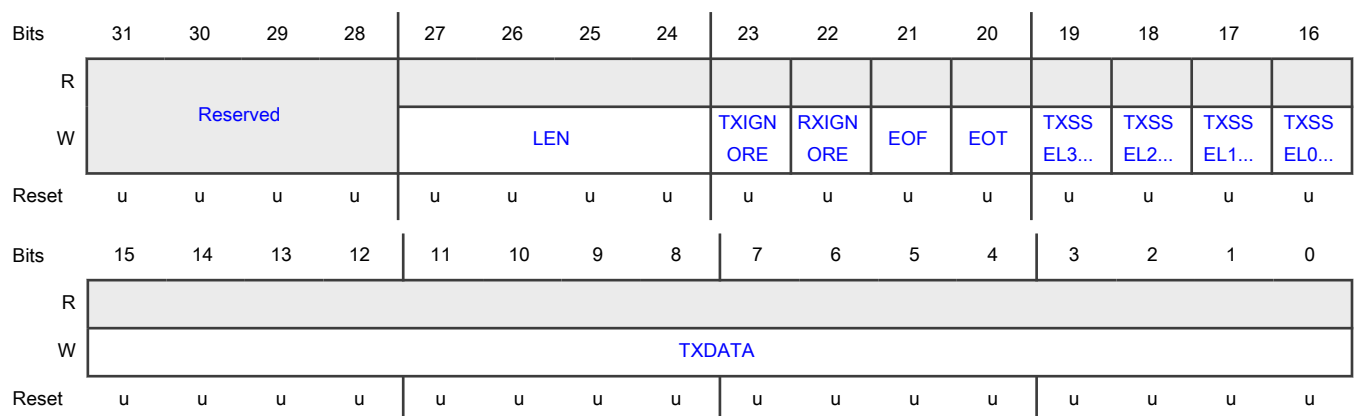 Bits 31 30 29 28 27 26 25 24 23 22 21 20 19 18 17 16
R
W Reserved LEN TXIGN ORE RXIGN ORE EOF EOT TXSS EL3... TXSS EL2... TXSS EL1... TXSS EL0...
Reset u u u u u u u u u u u u u u u u
Bits 15 14 13 12 11 10 9 8 7 6 5 4 3 2 1 0
R
W TXDATA
Reset u u u u u u u u u u u u u u u u